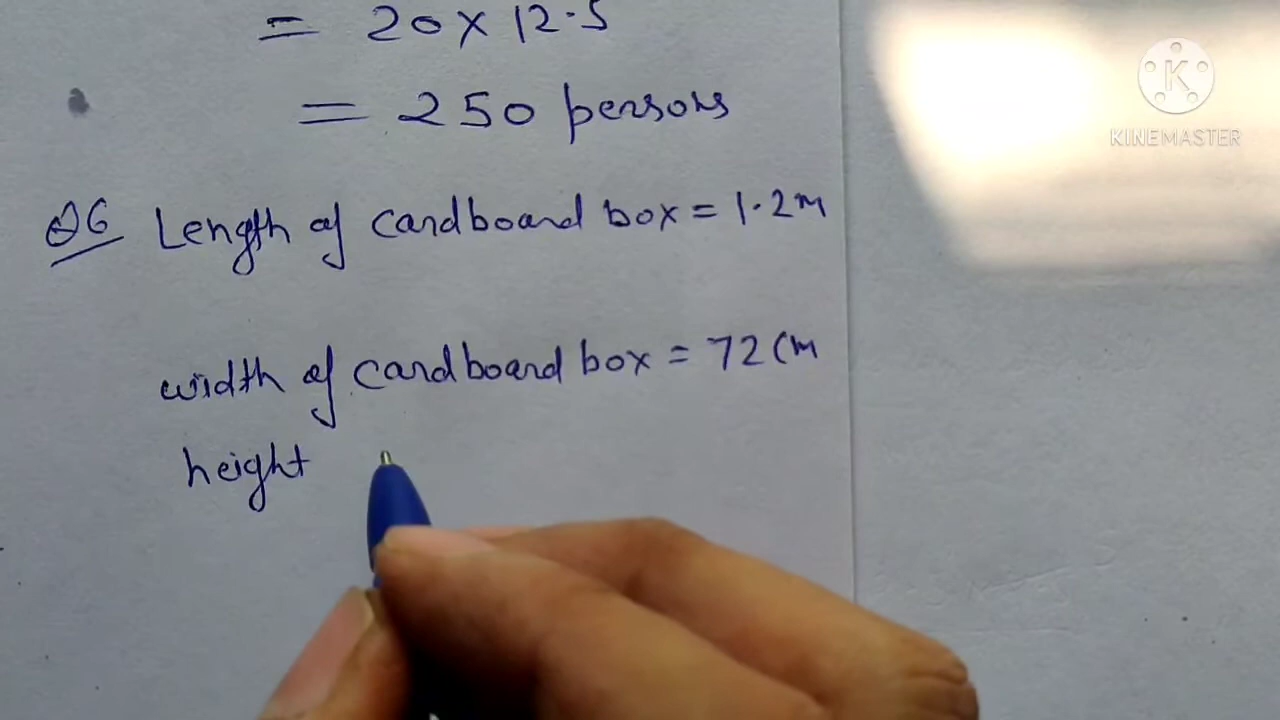 = 20 x 12.5
= 250 persons
K
KINEMASTER
Q6 Length of cardboard box = 1.2m
width of cardboard box = 72 cm
height